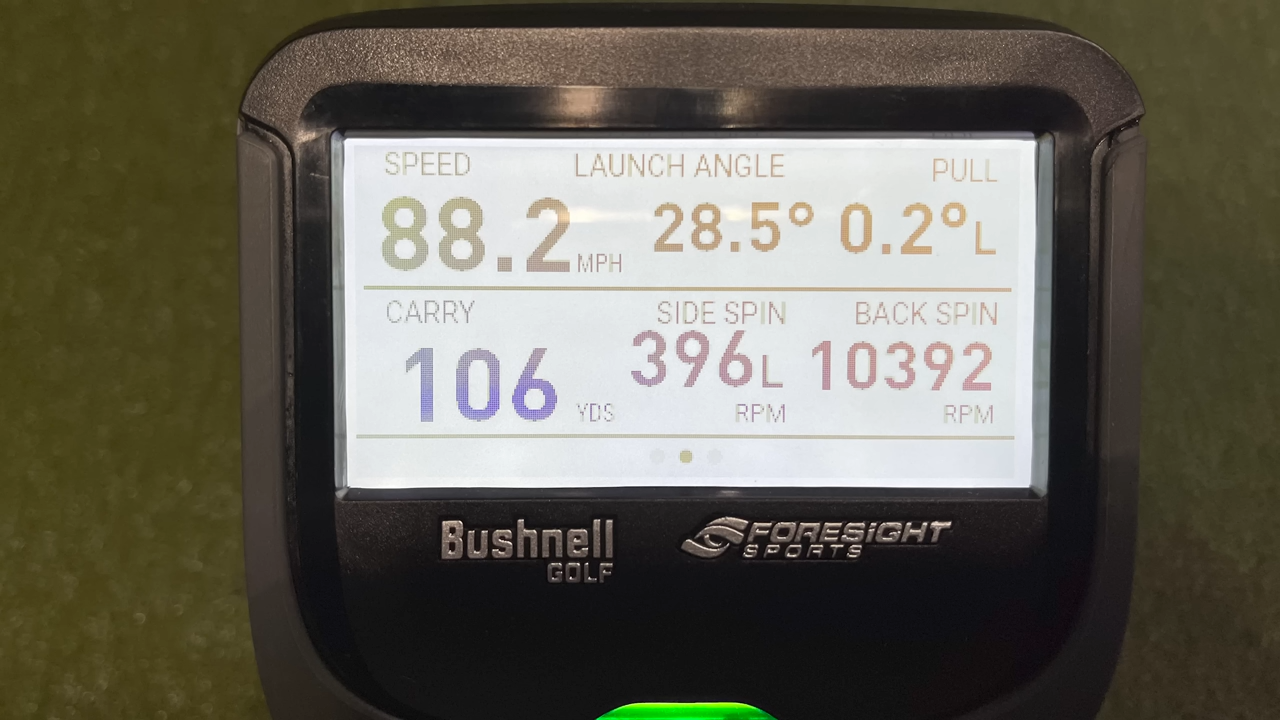 SPEED LAUNCH ANGLE PULL
88.2 MPH 28.5° 0.2° L
CARRY SIDE SPIN BACK SPIN
106 YDS 396 L 10392
RPM RPM
Bushnell FORESIGHT
GOLF SPORTS